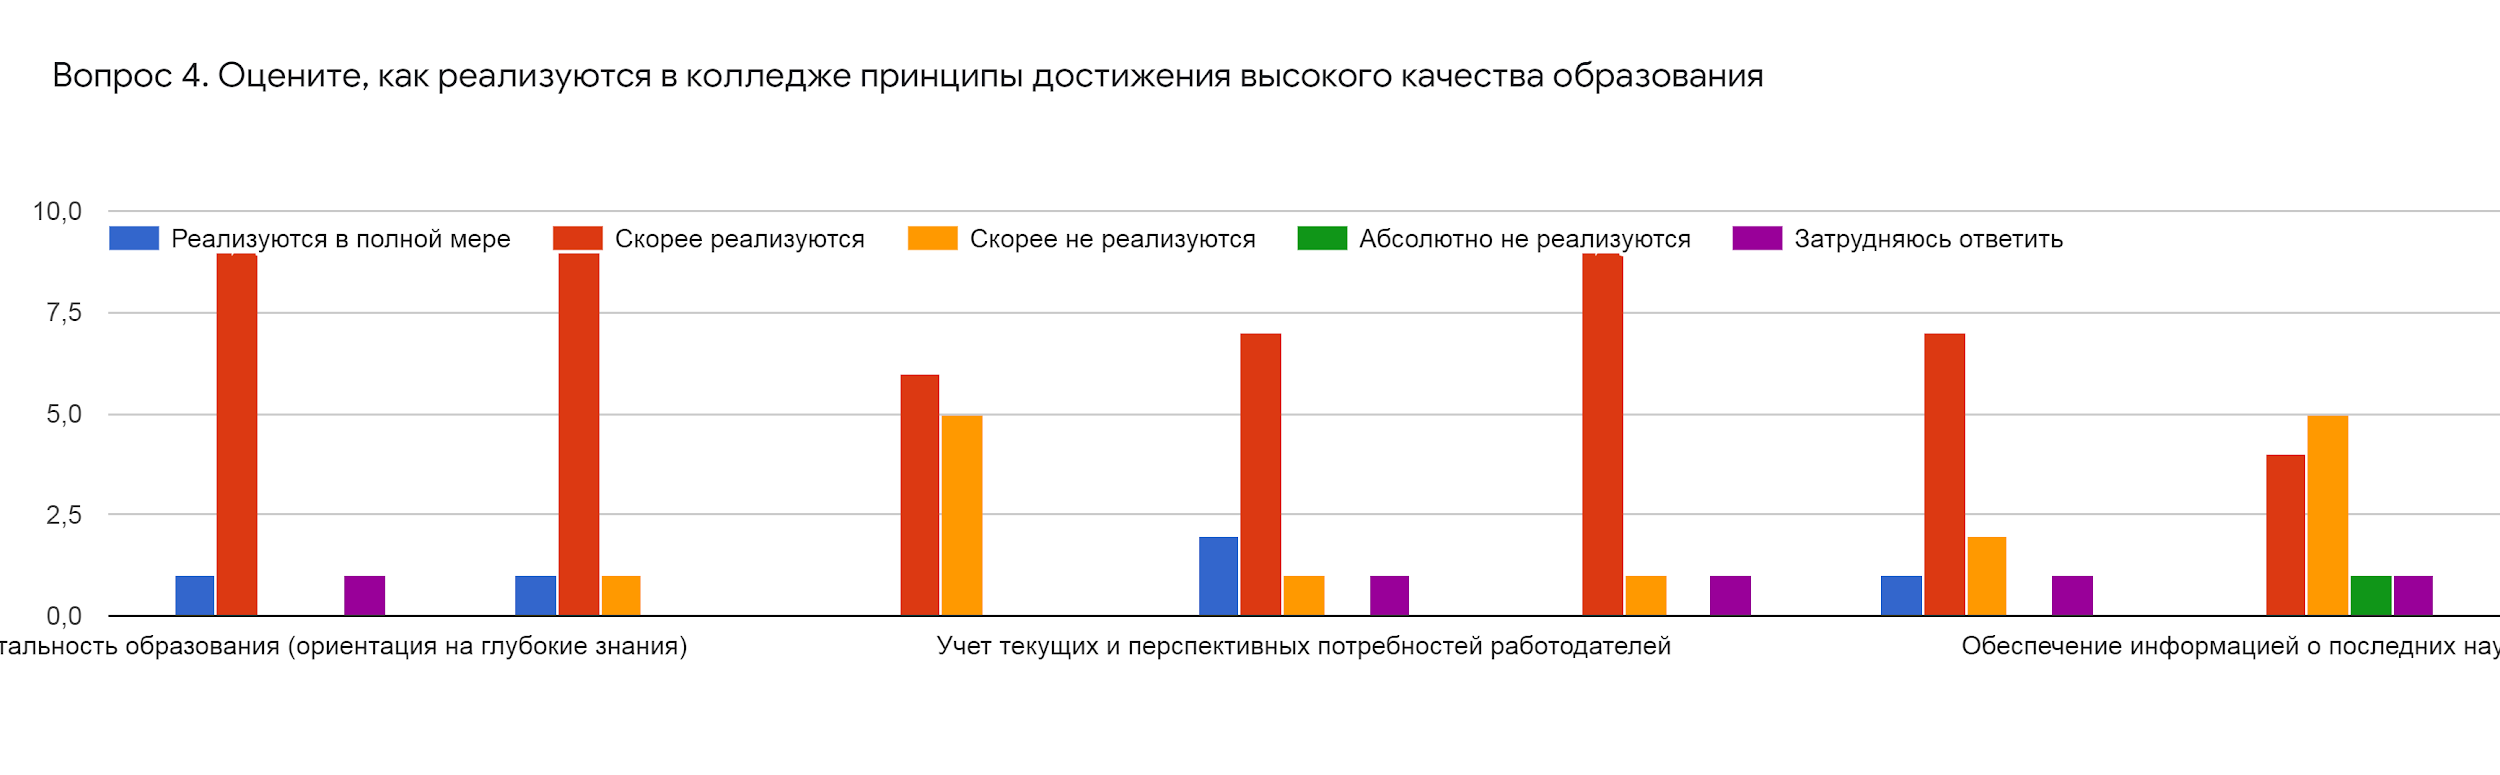 Вопрос 4. Оцените, как реализуются в колледже принципы достижения высокого качества образования
10,0
Реализуются в полной мере Скорее реализуются Скорее не реализуются Абсолютно не реализуются Затрудняюсь ответить
7,5
5,0
2,5
0,0
образования (ориентация на глубокие знания) Учет текущих и перспективных потребностей работодателей Обеспечение информацией о последних